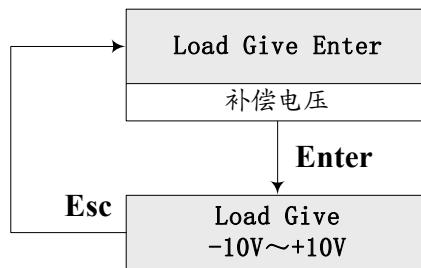 Load Give Enter
补偿电压
Enter
Esc
Load Give
-10V～+10V